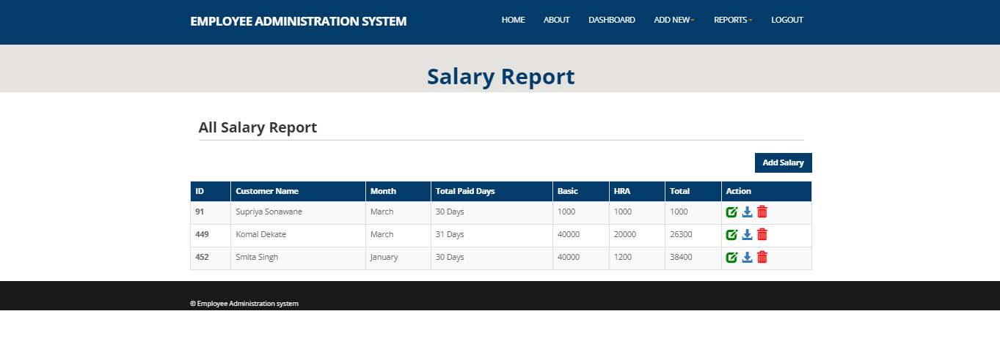 EMPLOYEE ADMINISTRATION SYSTEM HOME ABOUT DASHBOARD ADD NEW REPORTS LOGOUT
Salary Report
All Salary Report
Add Salary
ID Customer Name Month Total Paid Days Basic HRA Total Action
91 Supriya Sonawane March 30 Days 1000 1000 1000
449 Komal Dekate March 31 Days 40000 20000 26300
452 Smita Singh January 30 Days 40000 1200 38400
© Employee Administration system